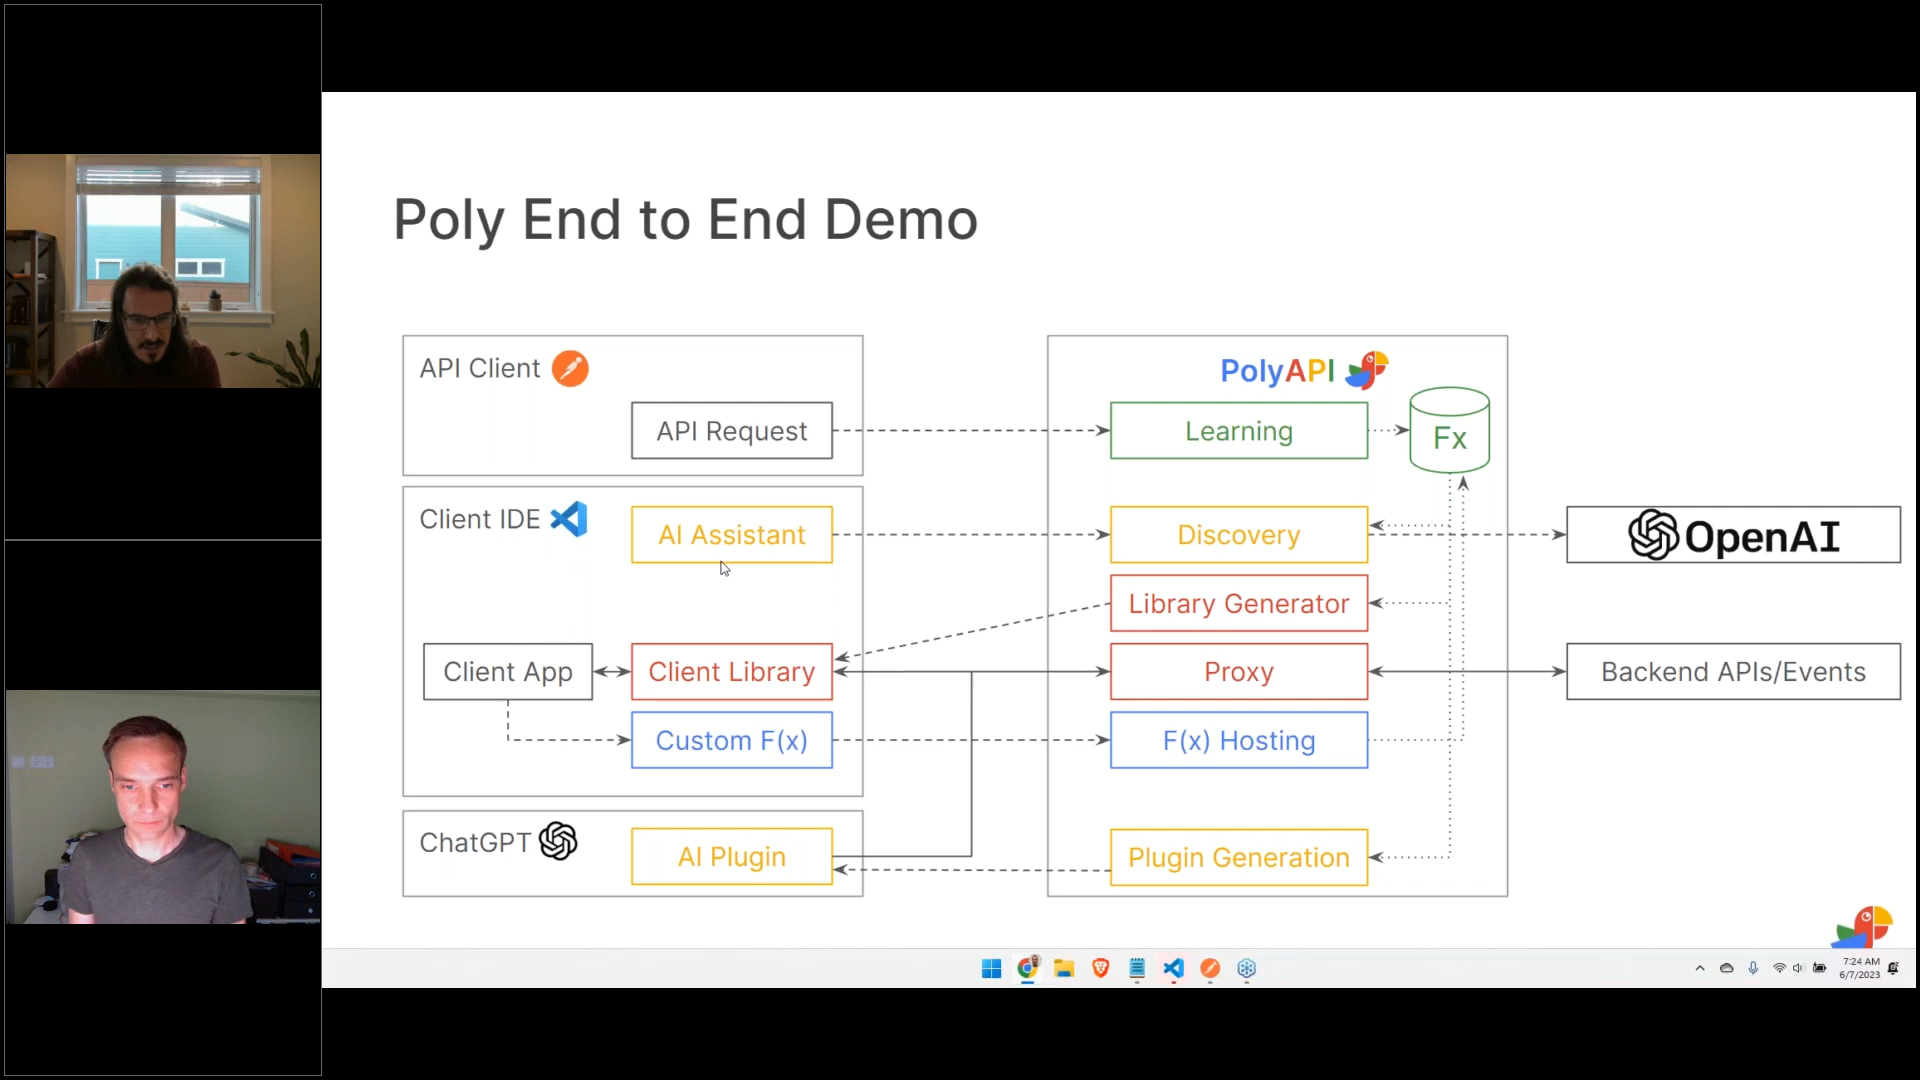 Poly End to End Demo
API Client
API Request
Client IDE
AI Assistant
Client App
Client Library
Custom F(x)
ChatGPT
AI Plugin
PolyAPI
Learning
Fx
Discovery
Library Generator
Proxy
F(x) Hosting
Plugin Generation
OpenAI
Backend APIs/Events
7:24 AM
6/7/2023